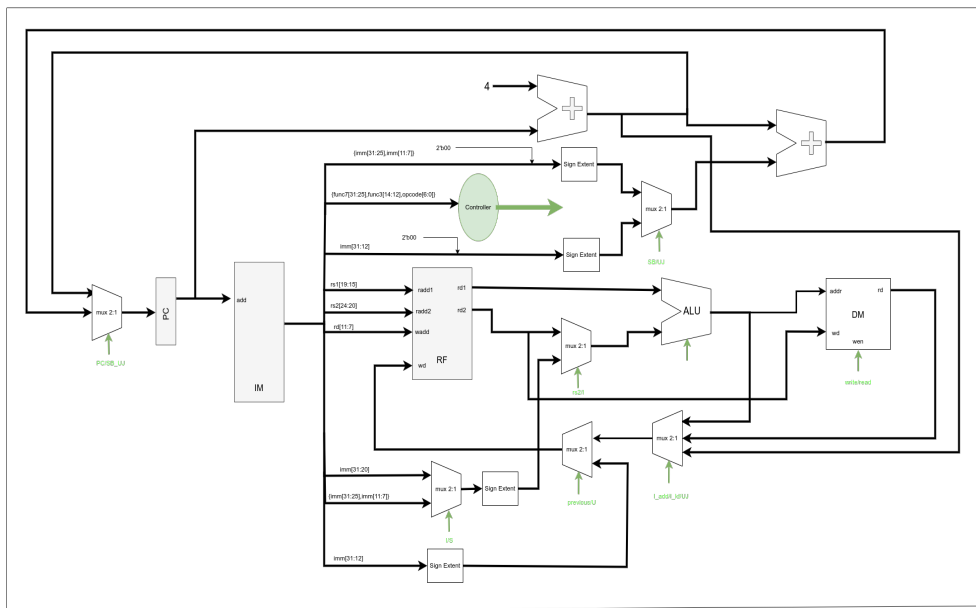 4
2'b00
{imm[31:25],imm[11:7]}
Sign Extent
{func7[31:25],func3[14:12],opcode[6:0]}
Controller
mux 2:1
2'b00
imm[31:12]
Sign Extent
SB/UJ
add
IM
PC
mux 2:1
PC/SB_UJ
rs1[19:15]
rs2[24:20]
rd[11:7]
radd1
radd2
wadd
wd
rd1
rd2
RF
mux 2:1
rs2/I
ALU
addr
rd
DM
wd
wen
write/read
mux 2:1
previous/U
mux 2:1
imm[31:20]
{imm[31:25],imm[11:7]}
mux 2:1
I/S
Sign Extent
imm[31:12]
Sign Extent